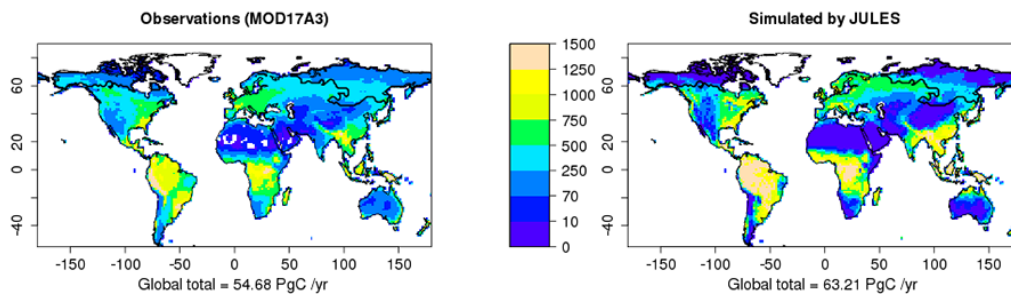 Observations (MOD17A3)
60
20
0
-40
-150 -100 -50 0 50 100 150
Global total = 54.68 PgC /yr
1500
1250
1000
750
500
250
70
10
0
Simulated by JULES
60
20
0
-40
-150 -100 -50 0 50 100 150
Global total = 63.21 PgC /yr